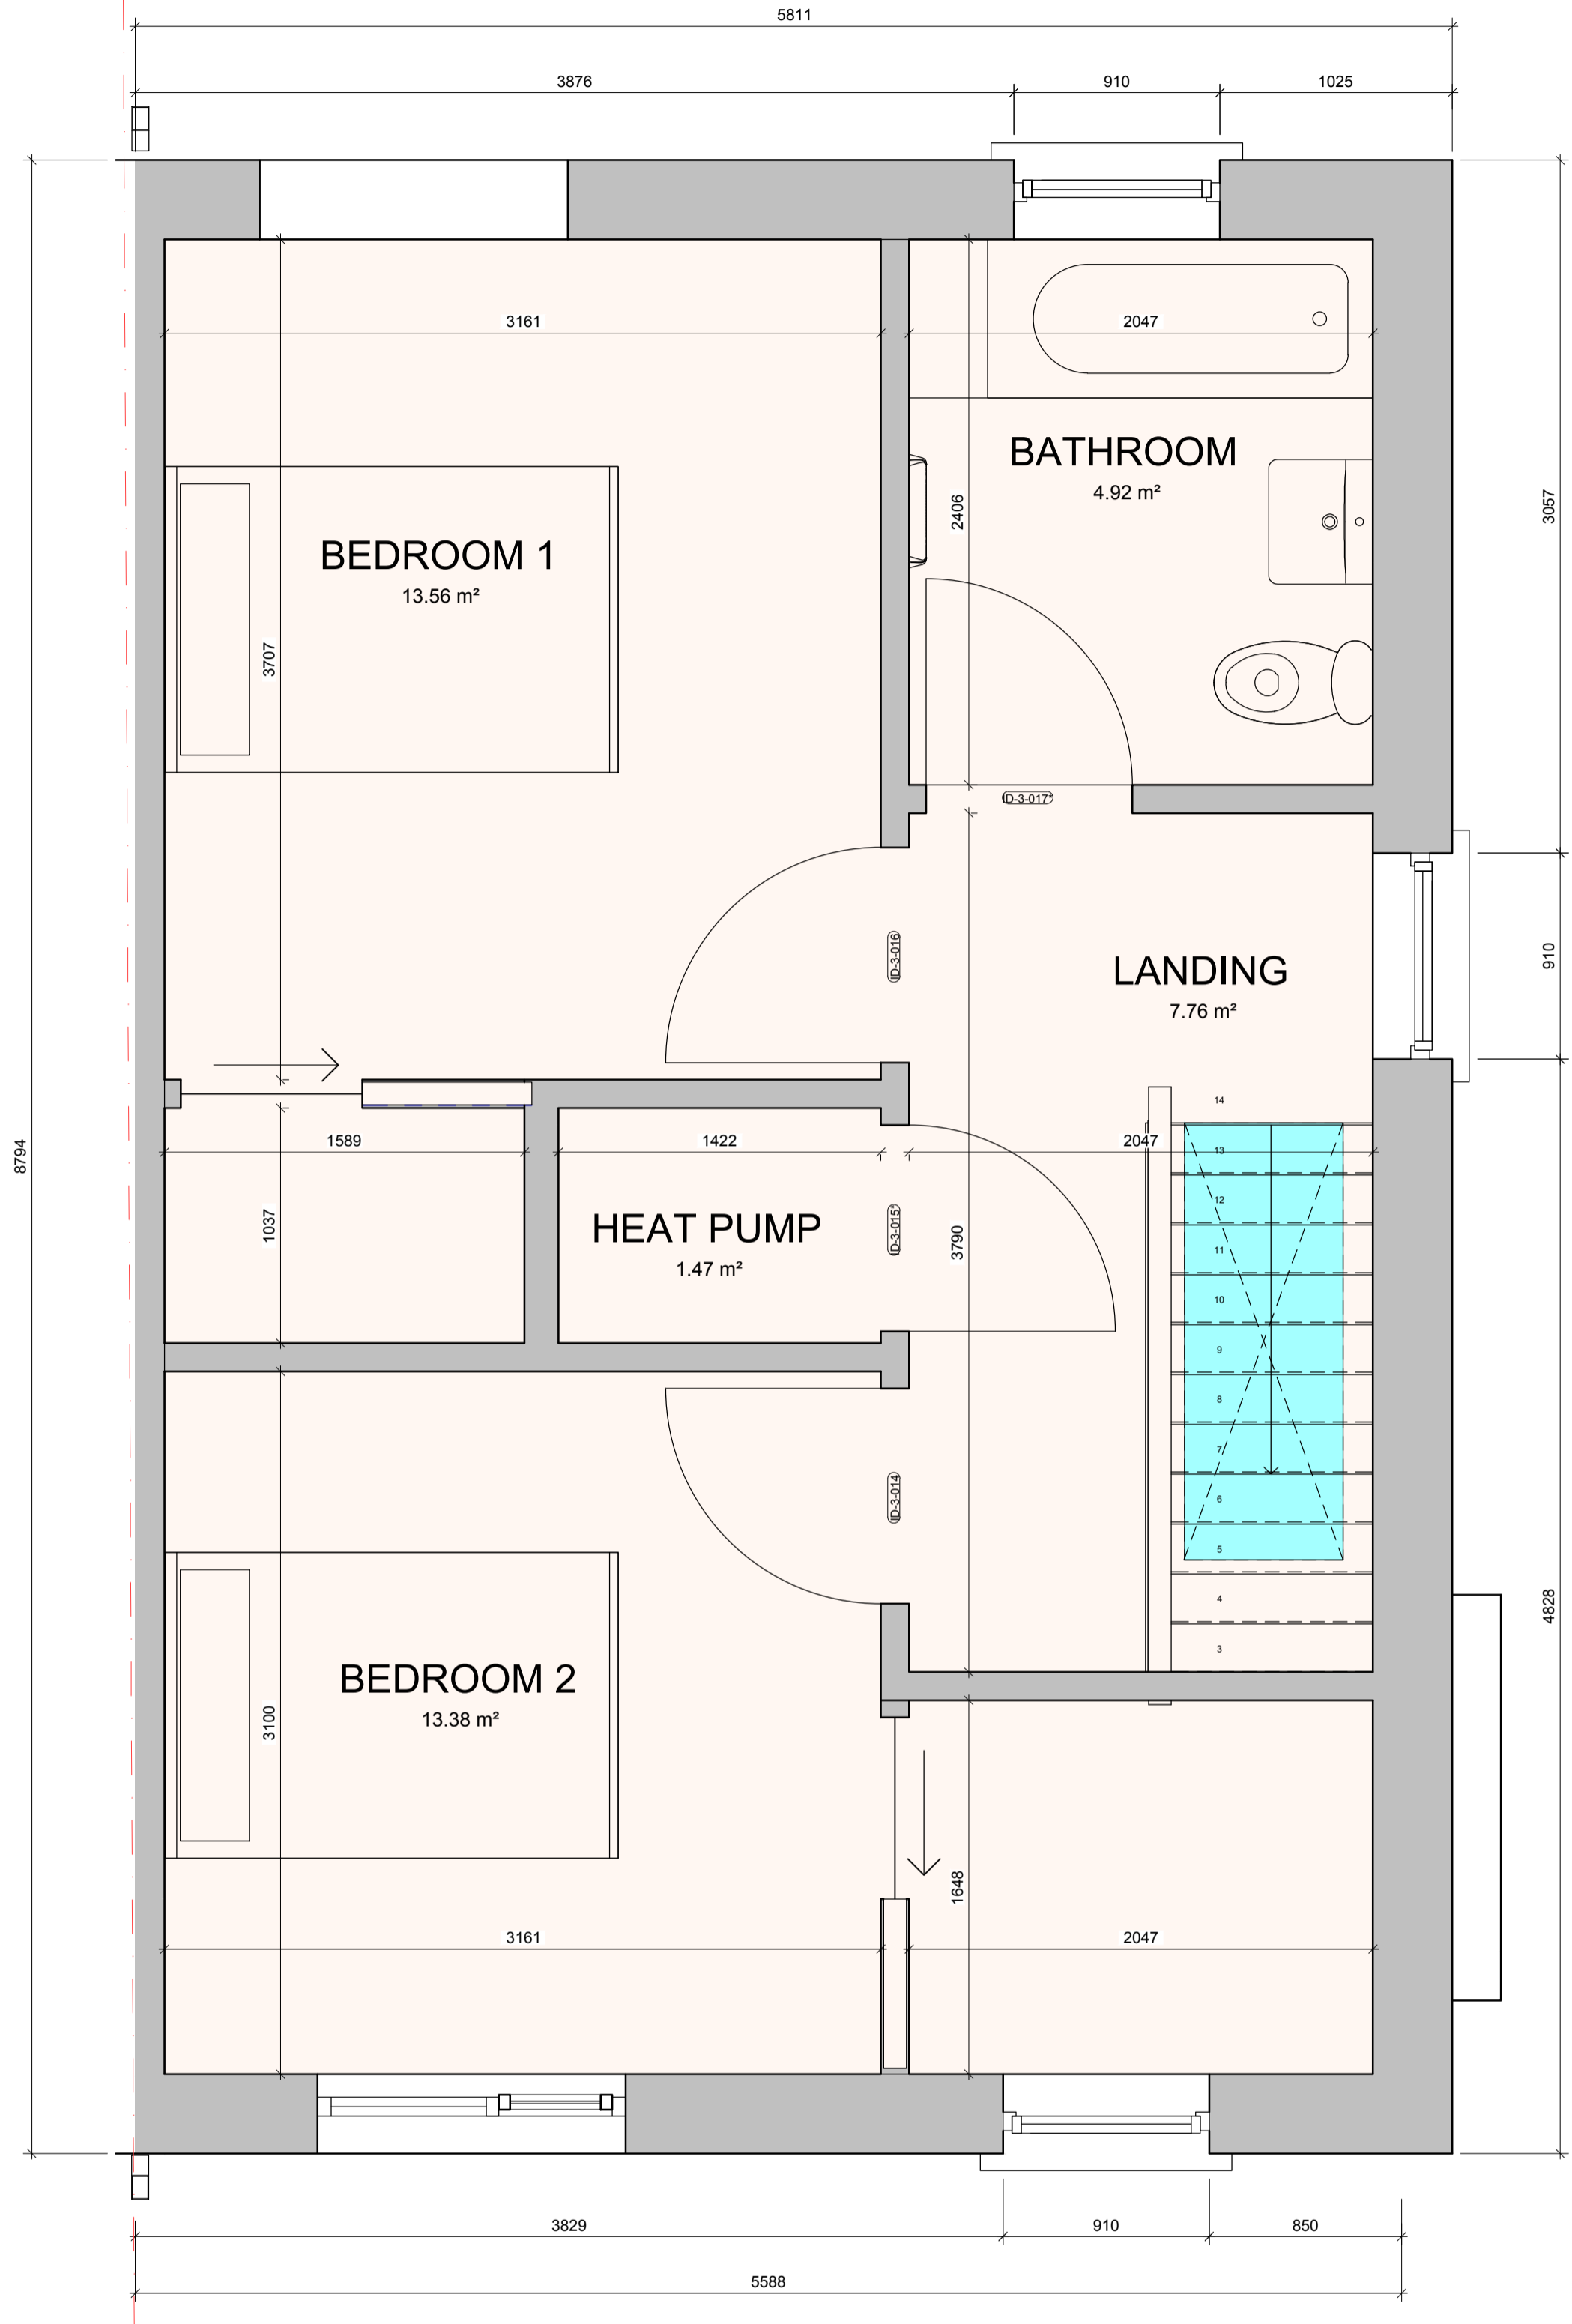 5811
3876
910
1025
3161
2047
BATHROOM
4.92 m²
2406
3057
BEDROOM 1
13.56 m²
3707
ID-3-017*
ID-3-016
910
LANDING
7.76 m²
14
8794
1589
1422
2047
13
12
11
10
9
8
7
6
5
4
3
1037
HEAT PUMP
1.47 m²
ID-3-015*
3790
ID-3-014
4828
BEDROOM 2
13.38 m²
3100
1648
3161
2047
3829
910
850
5588